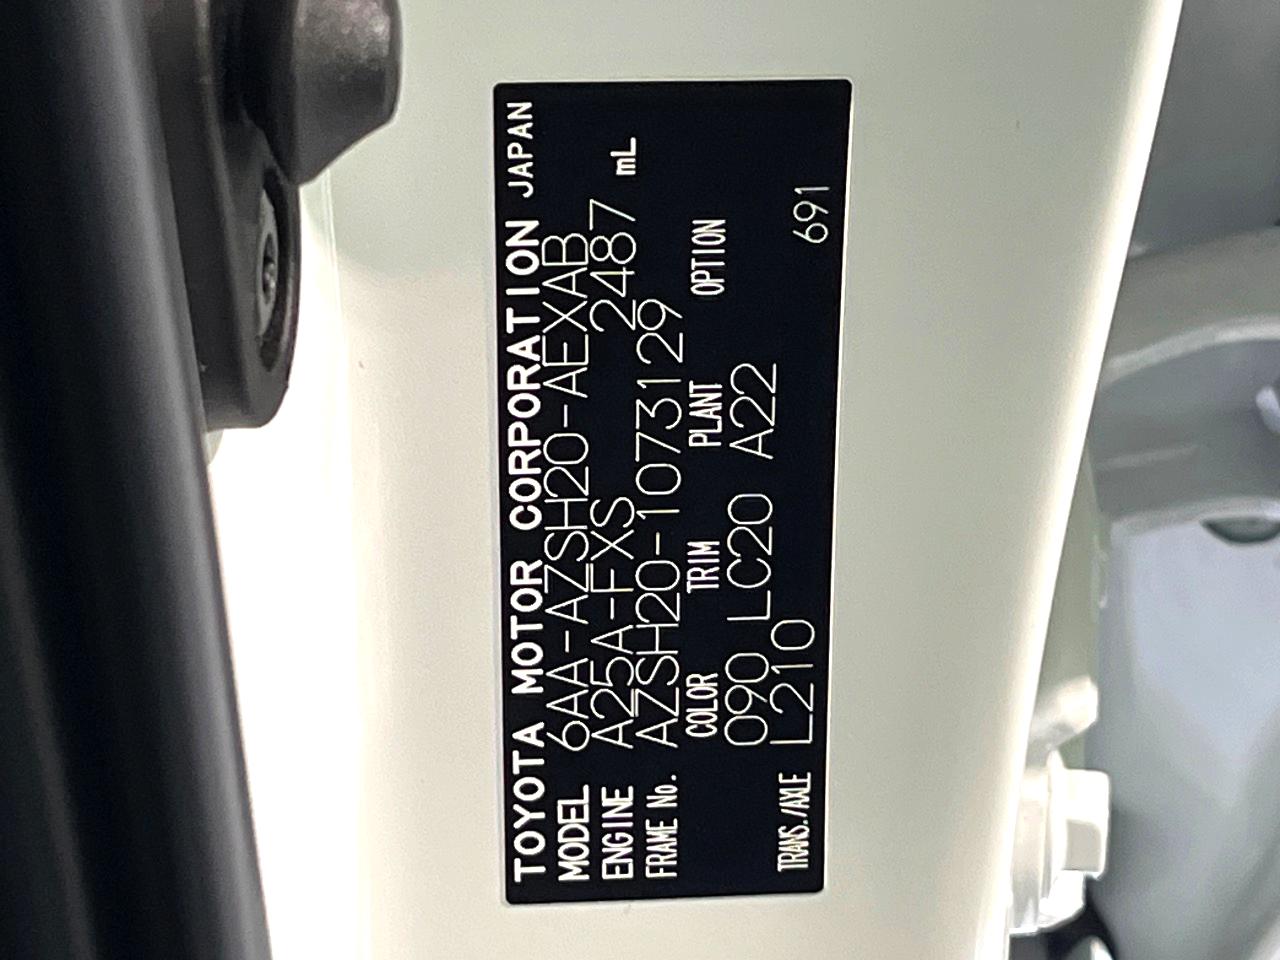 TOYOTA MOTOR CORPORATION JAPAN
MODEL 6AA-AZSH20-AEXAB
ENGINE A25A-FXS 2487 mL
FRAME No. AZSH20-1073129
COLOR TRIM PLANT OPTION
090 LC20 A22
TRANS./AXLE L210
691